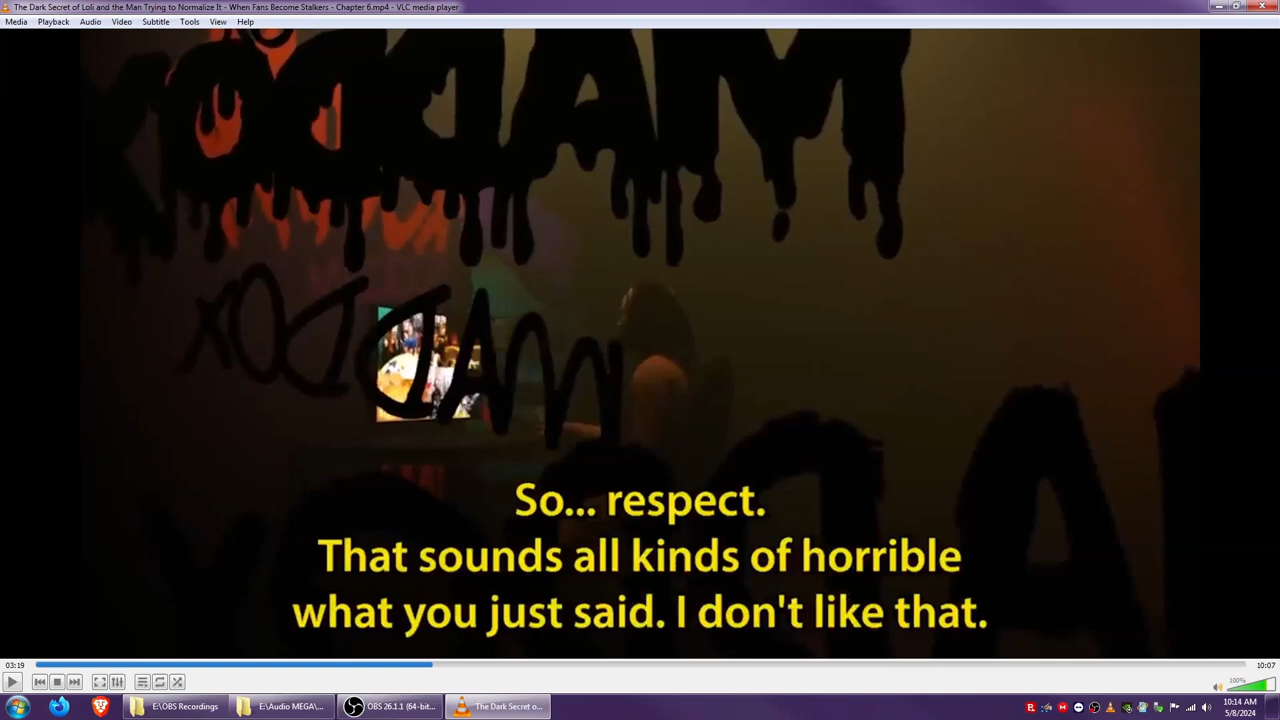 The Dark Secret of Loli and the Man Trying to Normalize It - When Fans Become Stalkers - Chapter 6.mp4 - VLC media player
Media Playback Audio Video Subtitle Tools View Help
MADDOX
MADDOX
So... respect.
That sounds all kinds of horrible
what you just said. I don't like that.
03:19
10:07
100%
E:\OBS Recordings
E:\Audio MEGA\...
OBS 26.1.1 (64-bit...
The Dark Secret o...
10:14 AM
5/8/2024